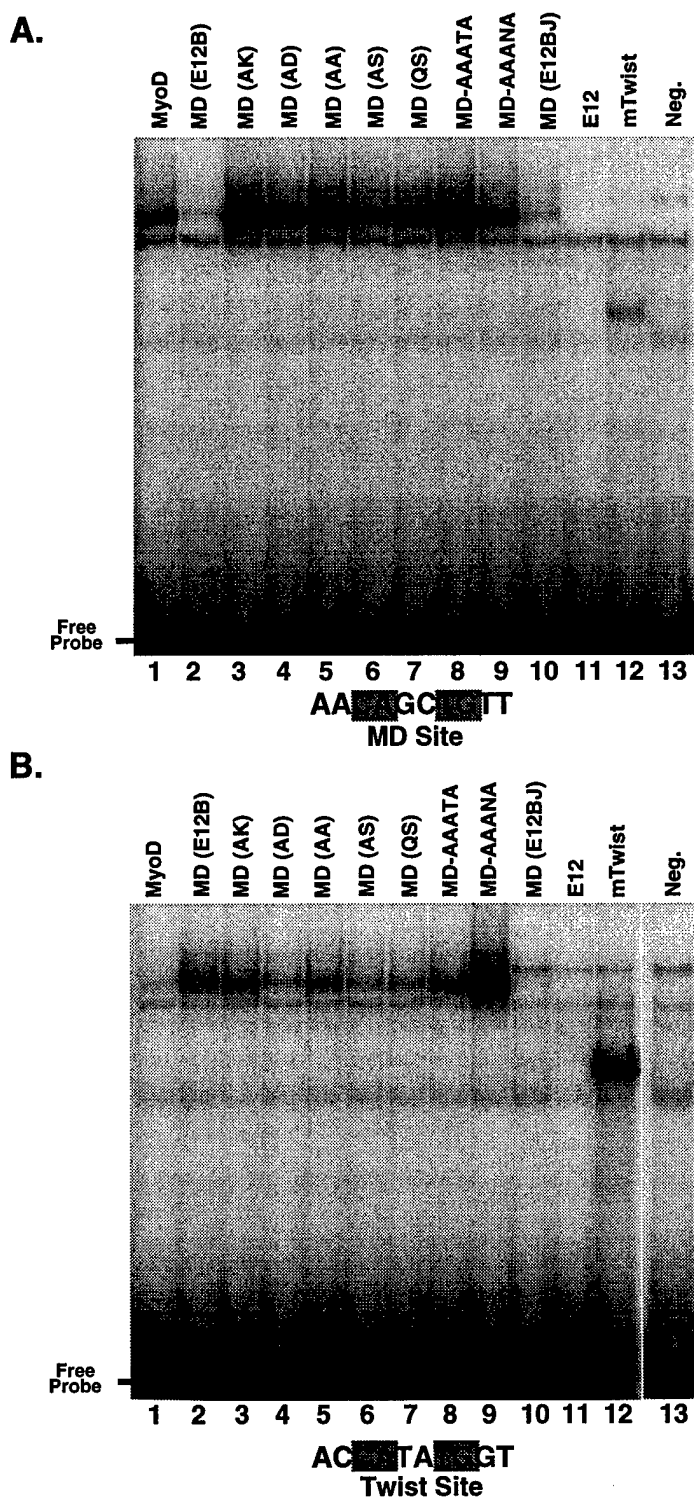 A.
MyoD
MD (E12B)
MD (AK)
MD (AD)
MD (AA)
MD (AS)
MD (QS)
MD-AAATA
MD-AAANA
MD (E12BJ)
E12
mTwist
Neg.
Free
Probe
1 2 3 4 5 6 7 8 9 10 11 12 13
AACAGCTGTT
MD Site
B.
MyoD
MD (E12B)
MD (AK)
MD (AD)
MD (AA)
MD (AS)
MD (QS)
MD-AAATA
MD-AAANA
MD (E12BJ)
E12
mTwist
Neg.
Free
Probe
1 2 3 4 5 6 7 8 9 10 11 12 13
ACCATATGGT
Twist Site